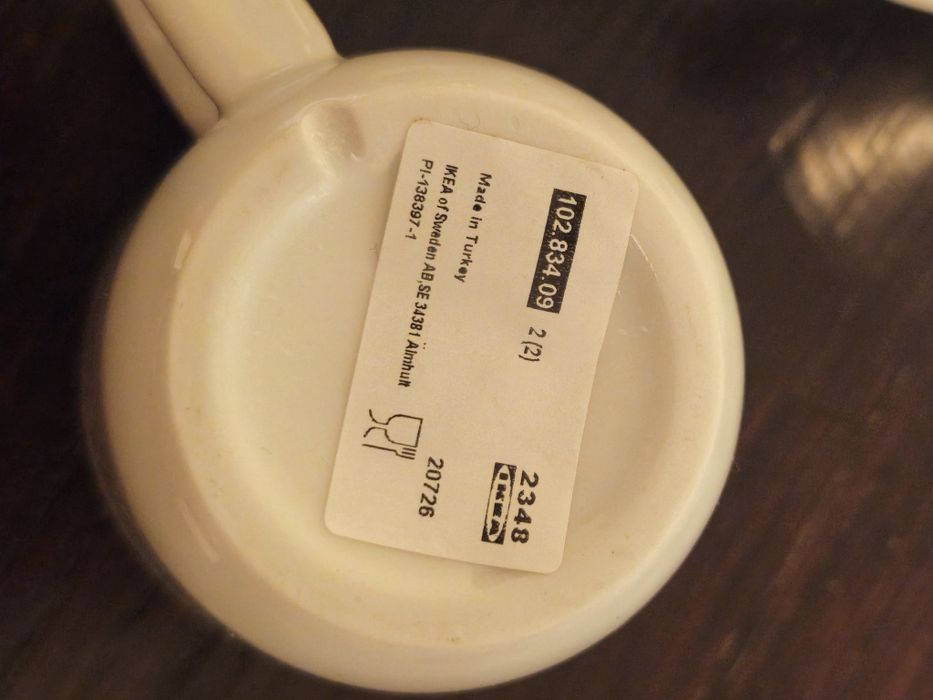 102.834.09 2 (2)
2348
IKEA
Made in Turkey
IKEA of Sweden AB,SE 34381 Älmhult
PI-138397-1
20726